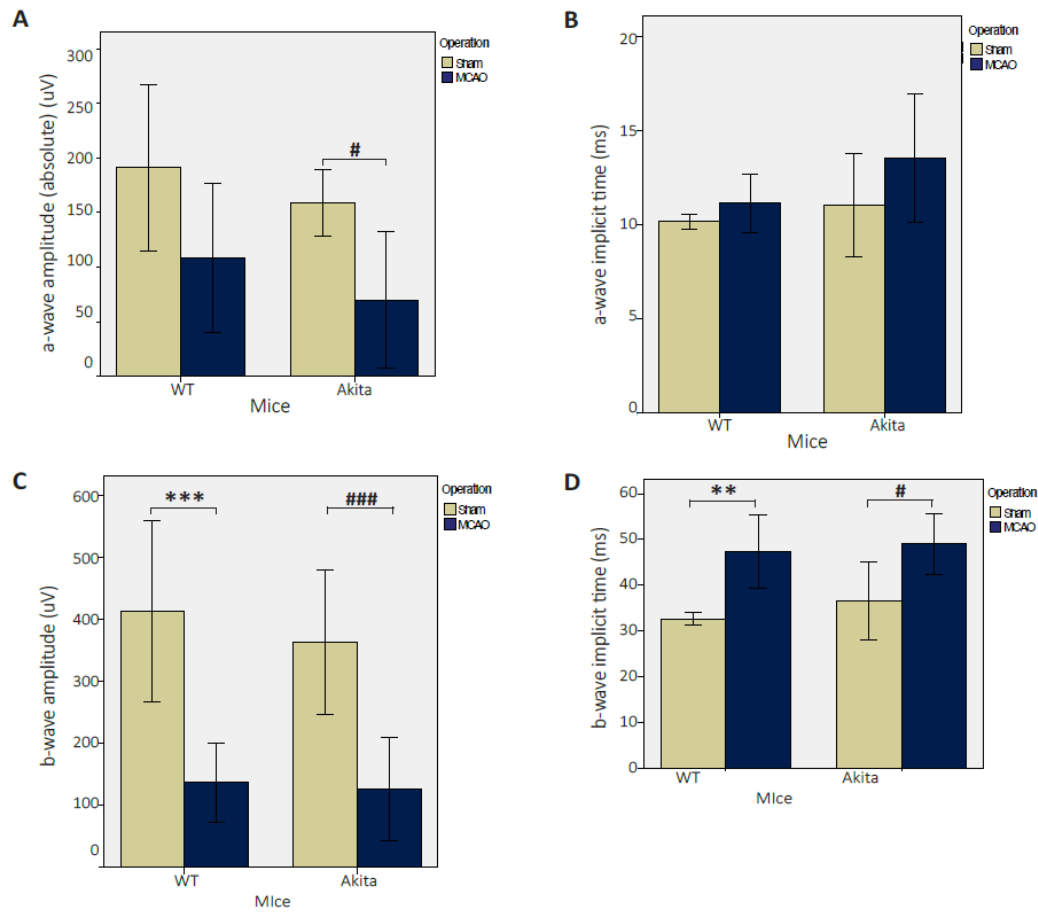 A
Operation
Sham
MCAO
a-wave amplitude (absolute) (uV)
300
250
200
150
100
50
0
#
WT
Akita
Mice
B
Operation
Sham
MCAO
a-wave implicit time (ms)
20
15
10
5
0
WT
Akita
Mice
C
Operation
Sham
MCAO
b-wave amplitude (uV)
600
500
400
300
200
100
0
***
###
WT
Akita
MIce
D
Operation
Sham
MCAO
b-wave implicit time (ms)
60
50
40
30
20
10
0
**
#
WT
Akita
MIce